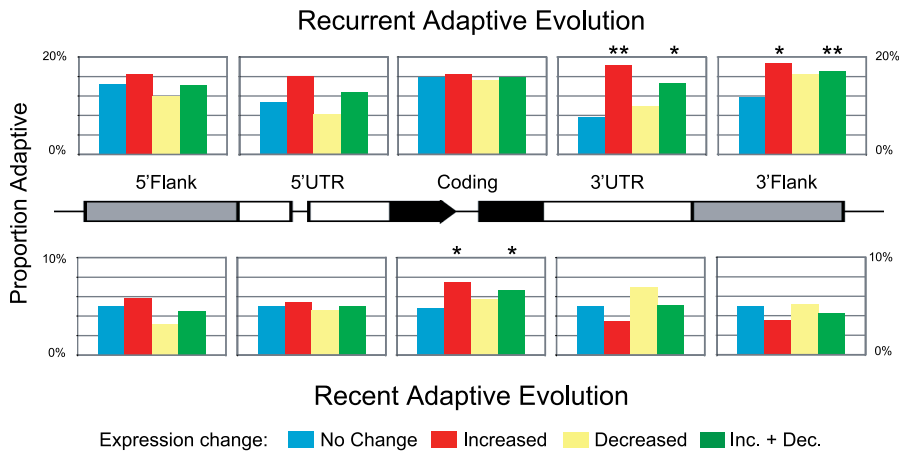 Recurrent Adaptive Evolution
20%
** * * **
20%
0%
0%
Proportion Adaptive
5'Flank 5'UTR Coding 3'UTR 3'Flank
10%
* *
10%
0%
0%
Recent Adaptive Evolution
Expression change: No Change Increased Decreased Inc. + Dec.